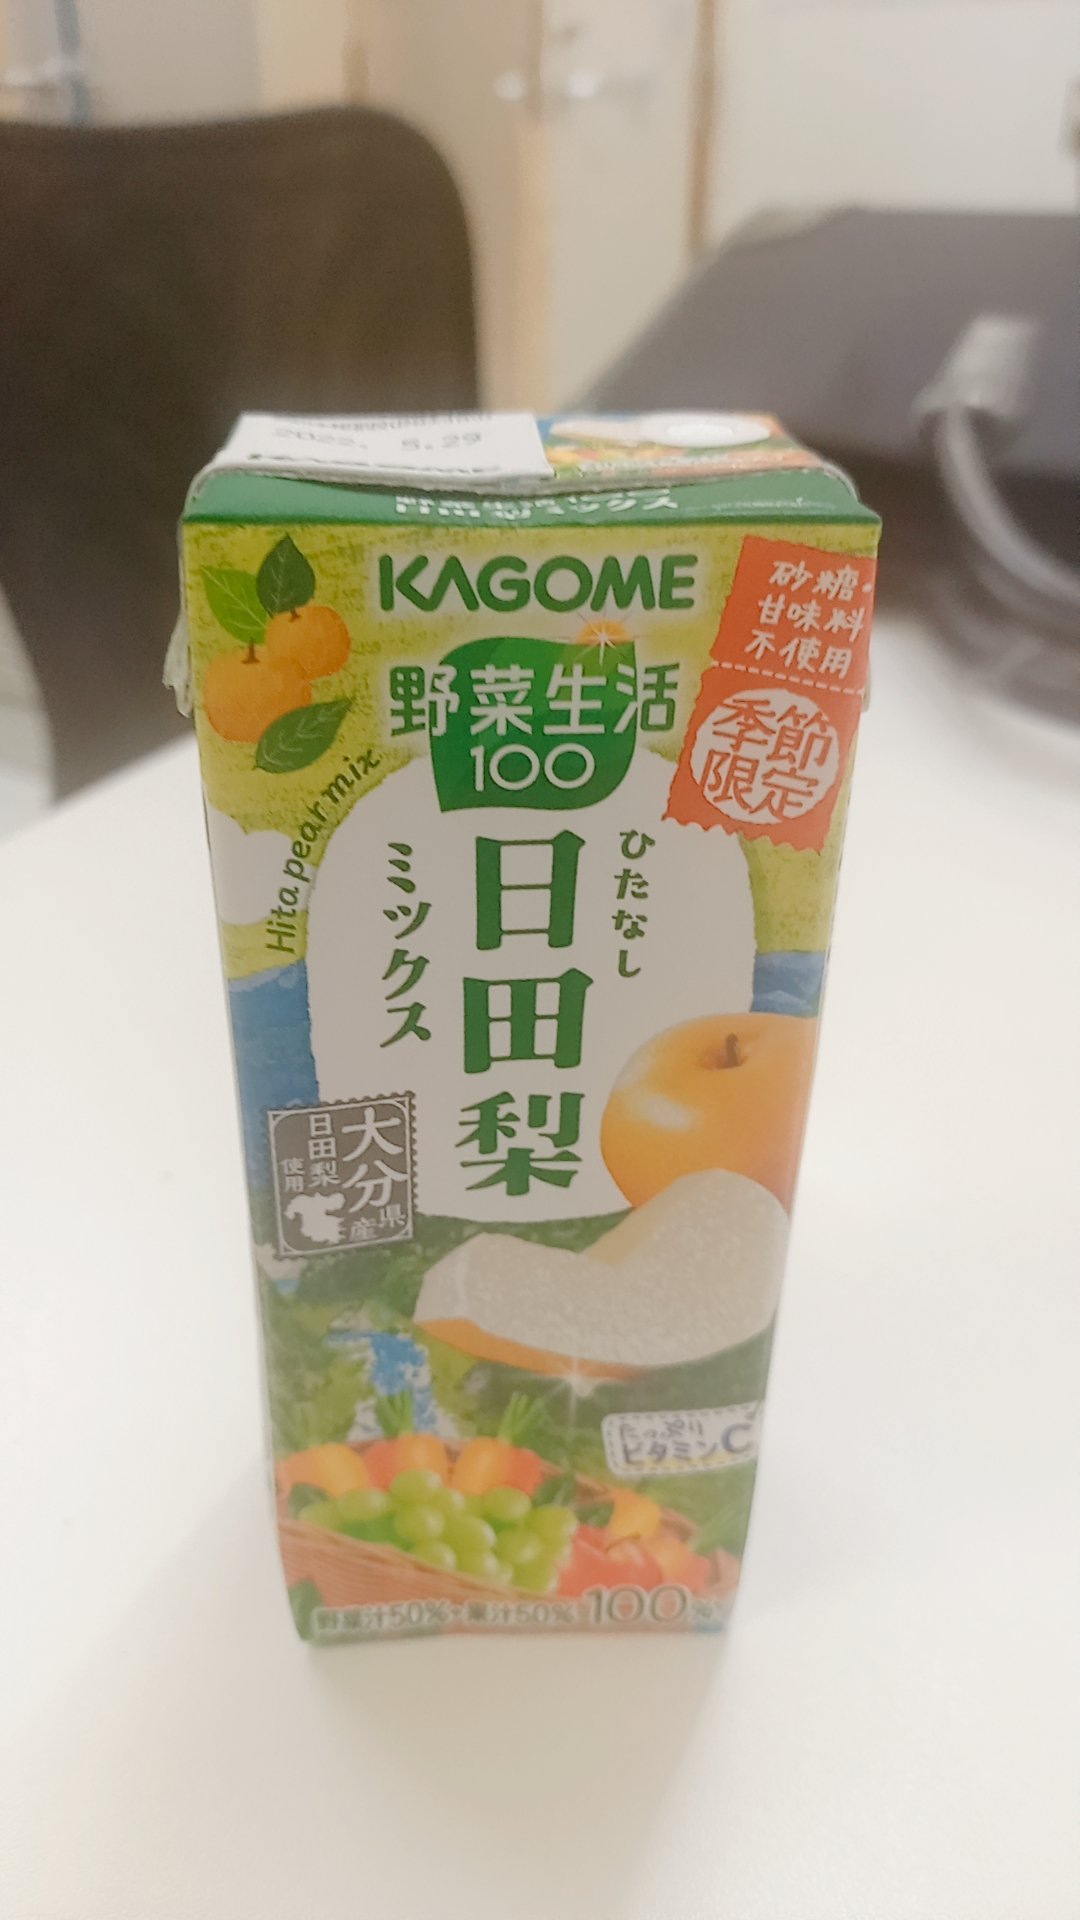 2022. 5.29
KAGOME
砂糖・
甘味料
不使用
季節
限定
野菜生活
100
Hita pear mix
ひたなし
日田梨
ミックス
大分県産
日田梨
使用
たっぷり
ビタミンC
野菜汁50%・果汁50% 100%